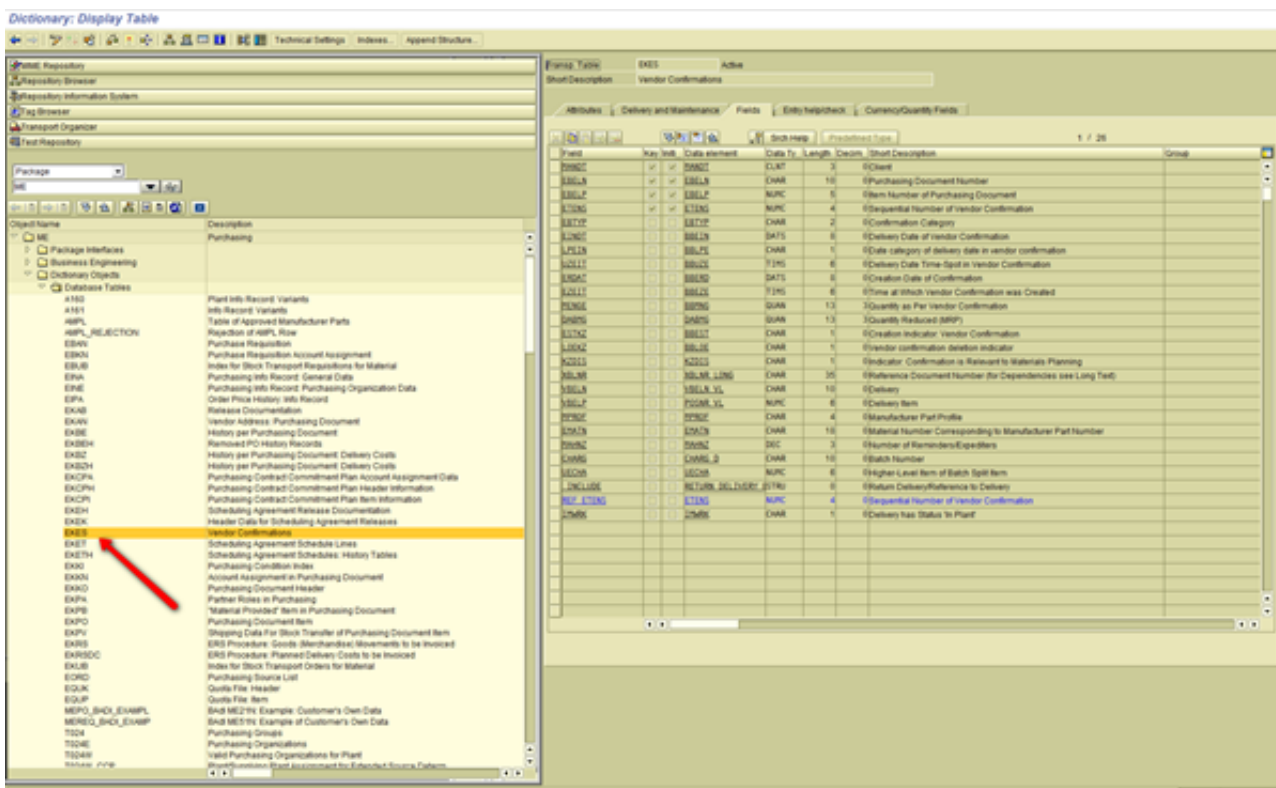 Dictionary: Display Table
Technical Settings Indexes... Append Structure...
MIME Repository
Repository Browser
Repository Information System
Tag Browser
Transport Organizer
Test Repository
Package
ME
Object Name Description
ME Purchasing
Package Interfaces
Business Engineering
Dictionary Objects
Database Tables
A160 Plant Info Record: Variants
A161 Info Record: Variants
AMPL Table of Approved Manufacturer Parts
AMPL_REJECTION Rejection of AMPL Row
EBAN Purchase Requisition
EBKN Purchase Requisition Account Assignment
EBUB Index for Stock Transport Requisitions for Material
EINA Purchasing Info Record: General Data
EINE Purchasing Info Record: Purchasing Organization Data
EIPA Order Price History: Info Record
EKAB Release Documentation
EKAN Vendor Address: Purchasing Document
EKBE History per Purchasing Document
EKBEH Removed PO History Records
EKBZ History per Purchasing Document: Delivery Costs
EKBZH History per Purchasing Document: Delivery Costs
EKCPA Purchasing Contract Commitment Plan Account Assignment Data
EKCPH Purchasing Contract Commitment Plan Header Information
EKCPI Purchasing Contract Commitment Plan Item Information
EKEH Scheduling Agreement Release Documentation
EKEK Header Data for Scheduling Agreement Releases
EKES Vendor Confirmations
EKET Scheduling Agreement Schedule Lines
EKETH Scheduling Agreement Schedules: History Tables
EKKI Purchasing Condition Index
EKKN Account Assignment in Purchasing Document
EKKO Purchasing Document Header
EKPA Partner Roles in Purchasing
EKPB "Material Provided" Item in Purchasing Document
EKPO Purchasing Document Item
EKPV Shipping Data For Stock Transfer of Purchasing Document Item
EKRS ERS Procedure: Goods (Merchandise) Movements to be Invoiced
EKRSDC ERS Procedure: Planned Delivery Costs to be Invoiced
EKUB Index for Stock Transport Orders for Material
EORD Purchasing Source List
EQUK Quota File: Header
EQUP Quota File: Item
MEPO_BADI_EXAMPL BAdI ME21N: Example: Customer's Own Data
MEREQ_BADI_EXAMP BAdI ME51N: Example of Customer's Own Data
T024 Purchasing Groups
T024E Purchasing Organizations
T024W Valid Purchasing Organizations for Plant
Transp. Table EKES Active
Short Description Vendor Confirmations
Attributes Delivery and Maintenance Fields Entry help/check Currency/Quantity Fields
Srch Help Predefined Type 1 / 26
Field Key Initi Data element Data Ty Length Decim Short Description Group
MANDT MANDT CLNT 3 0 Client
EBELN EBELN CHAR 10 0 Purchasing Document Number
EBELP EBELP NUMC 5 0 Item Number of Purchasing Document
ETENS ETENS NUMC 4 0 Sequential Number of Vendor Confirmation
EBTYP EBTYP CHAR 2 0 Confirmation Category
EINDT BBEIN DATS 8 0 Delivery Date of Vendor Confirmation
LPEIN BBLPE CHAR 1 0 Date category of delivery date in vendor confirmation
UZEIT BBUZE TIMS 6 0 Delivery Date Time-Spot in Vendor Confirmation
ERDAT BBERD DATS 8 0 Creation Date of Confirmation
EZEIT BBEZE TIMS 6 0 Time at Which Vendor Confirmation was Created
MENGE BBMNG QUAN 13 3 Quantity as Per Vendor Confirmation
DABMG DABMG QUAN 13 3 Quantity Reduced (MRP)
ESTKZ BBEST CHAR 1 0 Creation Indicator: Vendor Confirmation
LOEKZ BBLOE CHAR 1 0 Vendor confirmation deletion indicator
KZDIS KZDIS CHAR 1 0 Indicator: Confirmation is Relevant to Materials Planning
XBLNR XBLNR_LONG CHAR 35 0 Reference Document Number (for Dependencies see Long Text)
VBELN VBELN_VL CHAR 10 0 Delivery
VBELP POSNR_VL NUMC 6 0 Delivery Item
MPROF MPROF CHAR 4 0 Manufacturer Part Profile
EMATN EMATN CHAR 18 0 Material Number Corresponding to Manufacturer Part Number
MAHNZ MAHNZ DEC 3 0 Number of Reminders/Expediters
CHARG CHARG_D CHAR 10 0 Batch Number
UECHA UECHA NUMC 6 0 Higher-Level Item of Batch Split Item
.INCLUDE RETURN_DELIVERY_ STRU 0 0 Return Delivery/Reference to Delivery
REF_ETENS ETENS NUMC 4 0 Sequential Number of Vendor Confirmation
IMWRK IMWRK CHAR 1 0 Delivery has Status 'In Plant'